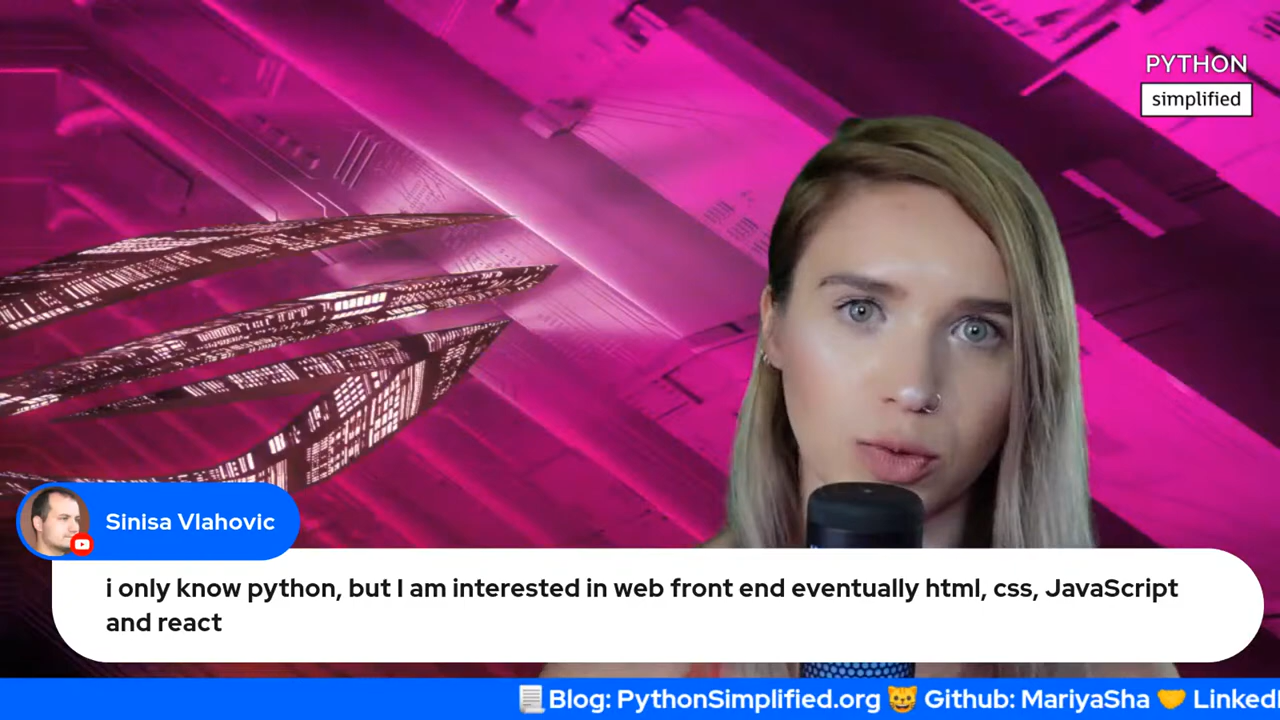 PYTHON
simplified
Sinisa Vlahovic
i only know python, but I am interested in web front end eventually html, css, JavaScript
and react
Blog: PythonSimplified.org Github: MariyaSha LinkedI